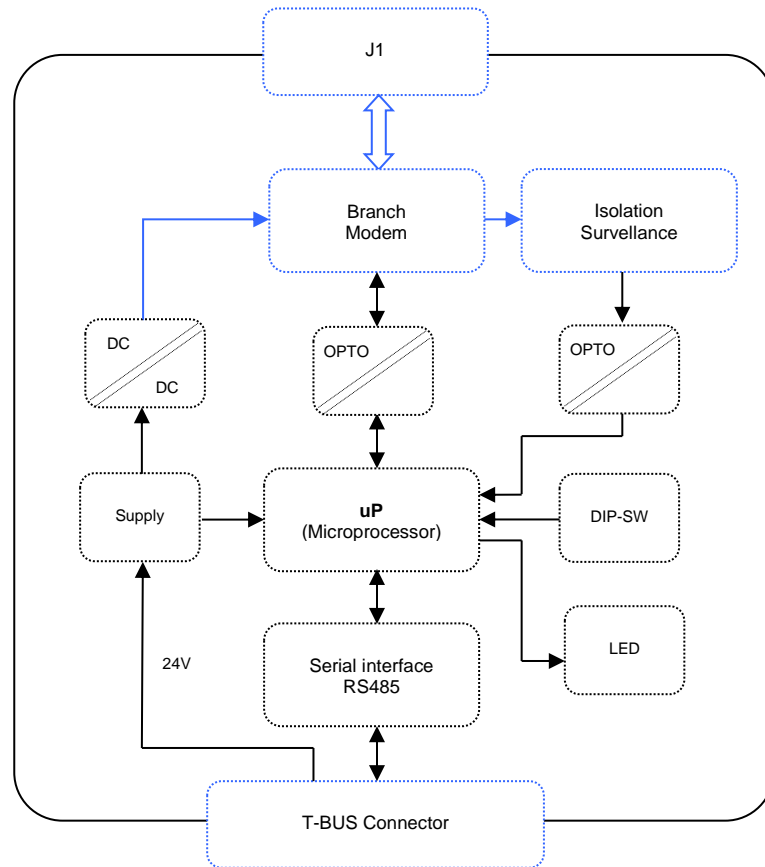 J1
Branch
Modem
Isolation
Survellance
DC
DC
OPTO
OPTO
Supply
uP
(Microprocessor)
DIP-SW
24V
Serial interface
RS485
LED
T-BUS Connector